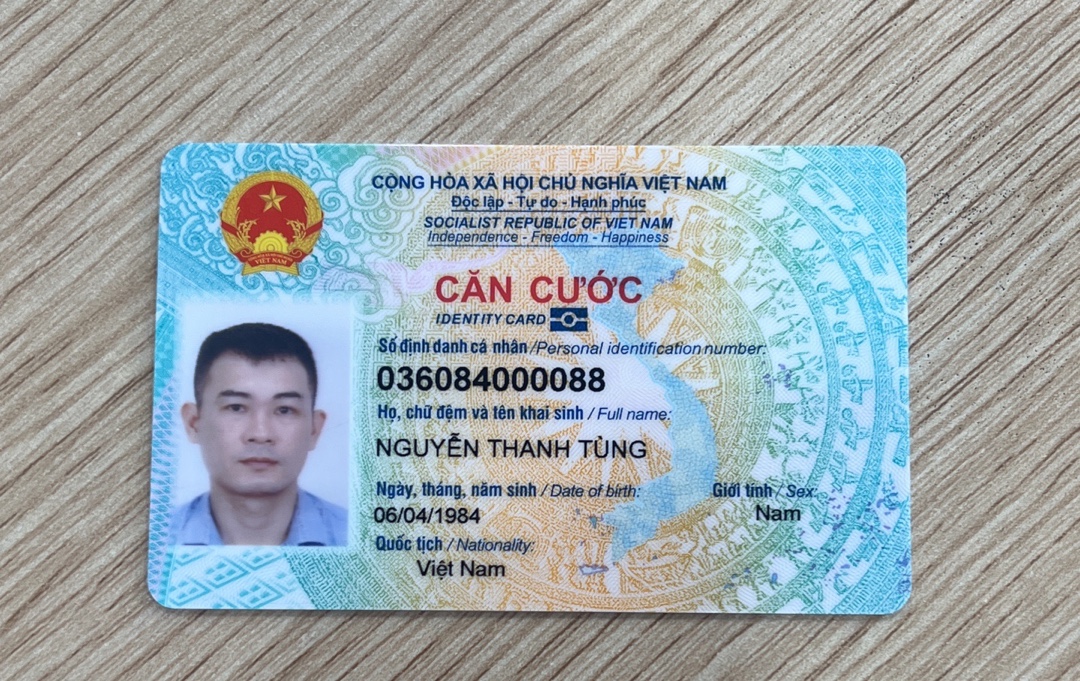 CỘNG HÒA XÃ HỘI CHỦ NGHĨA VIỆT NAM
Độc lập - Tự do - Hạnh phúc
SOCIALIST REPUBLIC OF VIET NAM
Independence - Freedom - Happiness
VIỆT NAM
CĂN CƯỚC
IDENTITY CARD
Số định danh cá nhân / Personal identification number:
036084000088
Họ, chữ đệm và tên khai sinh / Full name:
NGUYỄN THANH TÙNG
Ngày, tháng, năm sinh / Date of birth: Giới tính / Sex:
06/04/1984 Nam
Quốc tịch / Nationality:
Việt Nam